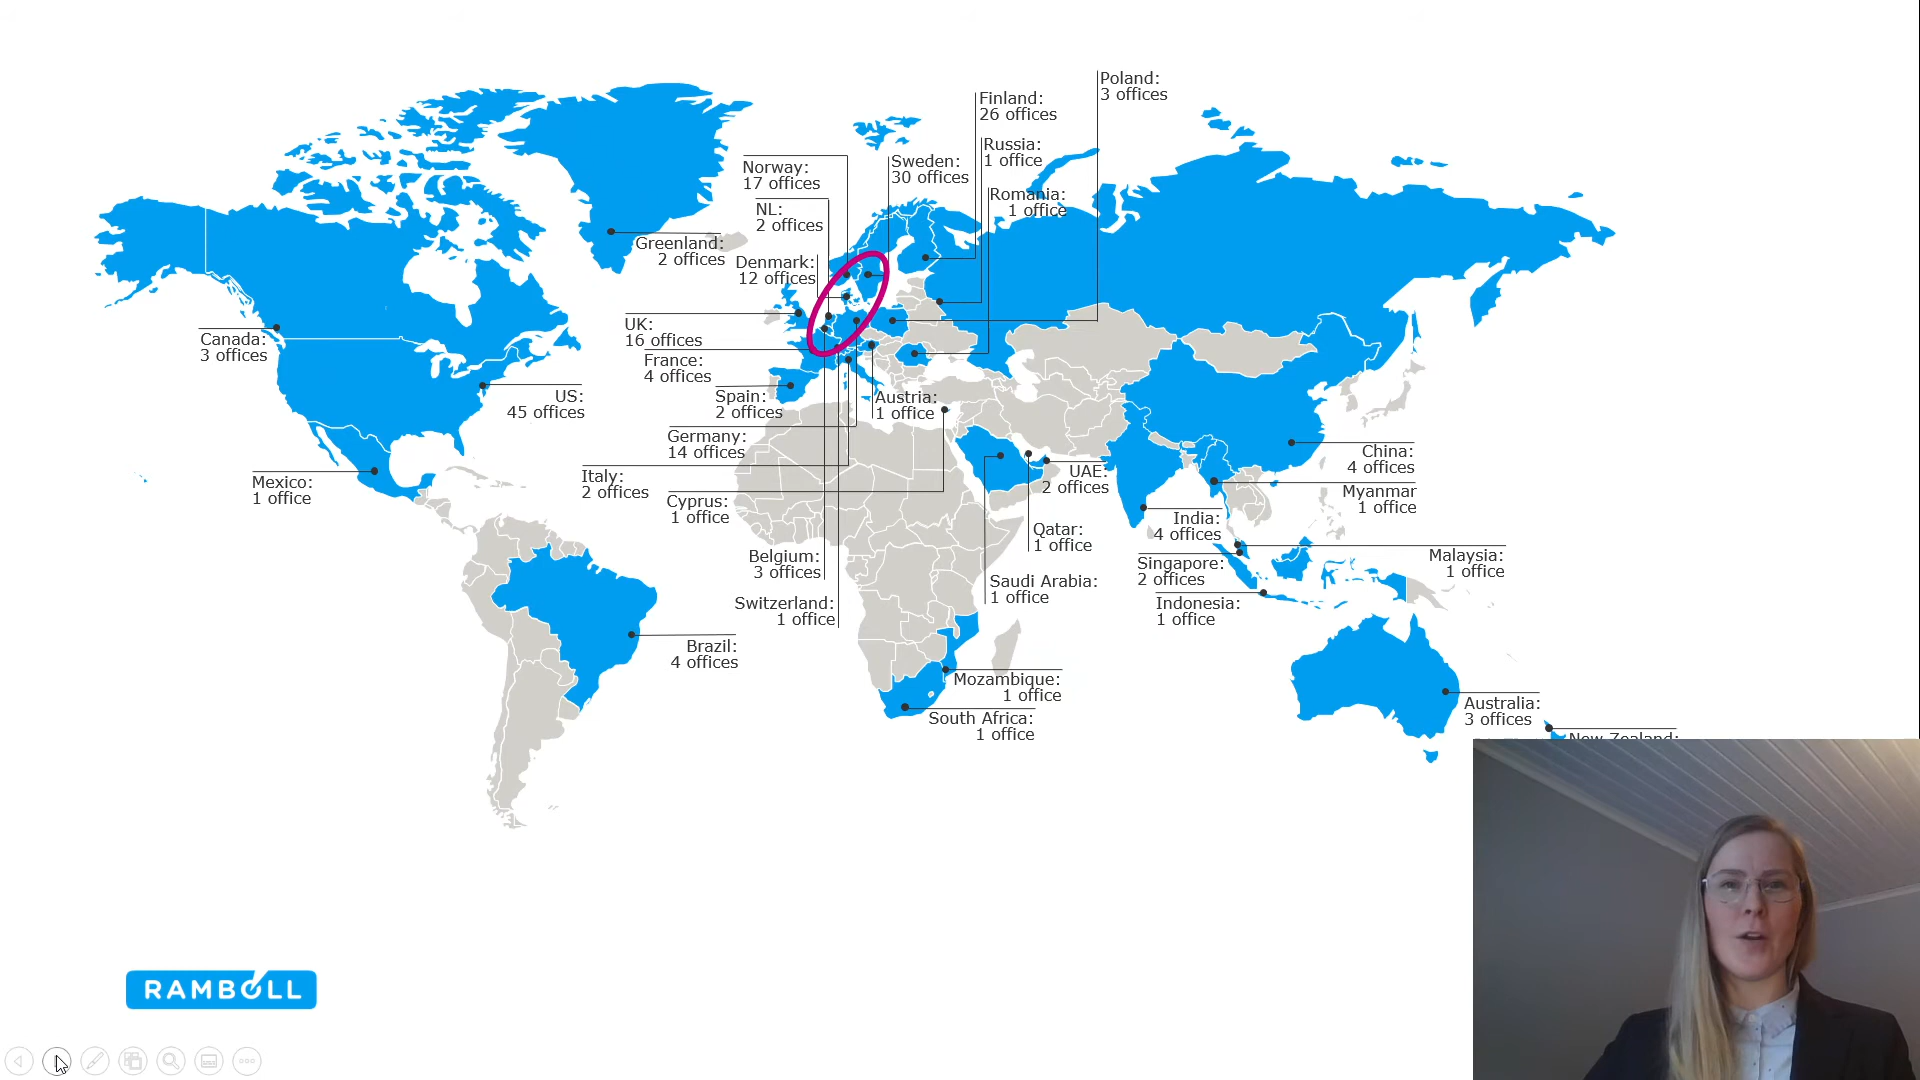 Poland:
3 offices
Finland:
26 offices
Russia:
1 office
Norway:
17 offices
Sweden:
30 offices
Romania:
1 office
NL:
2 offices
Greenland:
2 offices
Denmark:
12 offices
Canada:
3 offices
UK:
16 offices
France:
4 offices
US:
45 offices
Spain:
2 offices
Austria:
1 office
Germany:
14 offices
China:
4 offices
Mexico:
1 office
Italy:
2 offices
UAE:
2 offices
Myanmar
1 office
Cyprus:
1 office
Qatar:
1 office
India:
4 offices
Belgium:
3 offices
Singapore:
2 offices
Malaysia:
1 office
Saudi Arabia:
1 office
Switzerland:
1 office
Indonesia:
1 office
Brazil:
4 offices
Mozambique:
1 office
South Africa:
1 office
Australia:
3 offices
New Zealand:
RAMBOLL